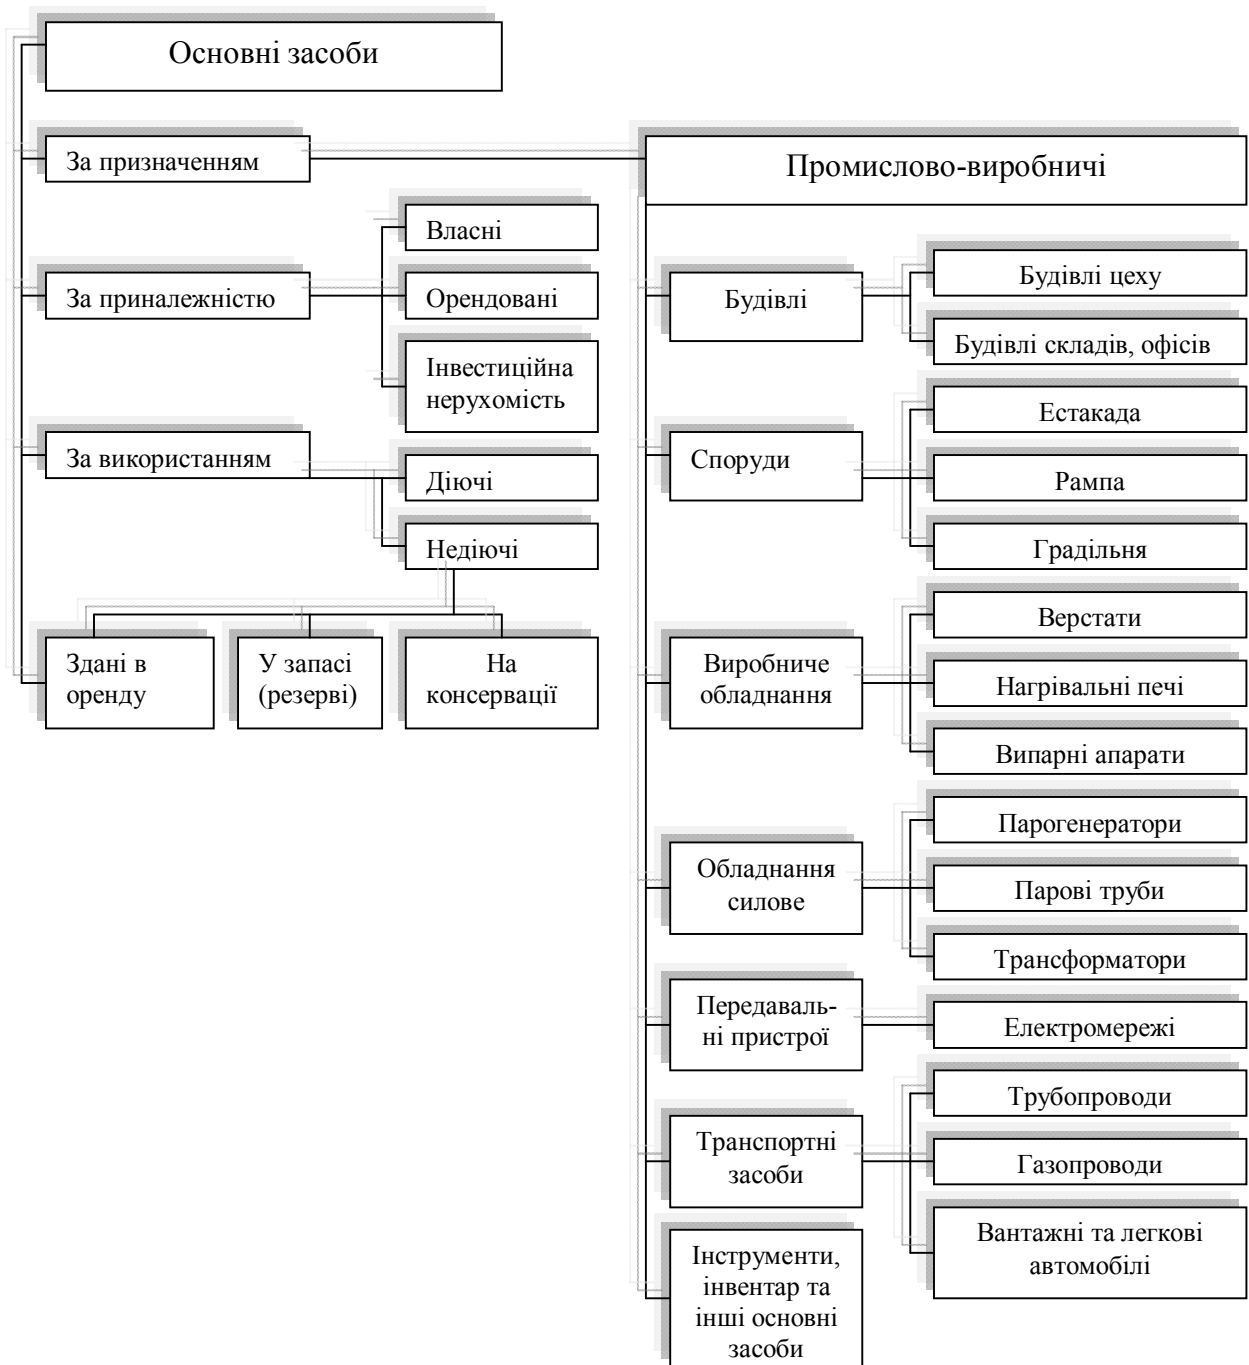 Основні засоби
За призначенням
За приналежністю
Власні
Орендовані
Інвестиційна
нерухомість
За використанням
Діючі
Недіючі
Здані в
оренду
У запасі
(резерві)
На
консервації
Промислово-виробничі
Будівлі
Будівлі цеху
Будівлі складів, офісів
Споруди
Естакада
Рампа
Градільня
Виробниче
обладнання
Верстати
Нагрівальні печі
Випарні апарати
Обладнання
силове
Парогенератори
Парові труби
Трансформатори
Передаваль-
ні пристрої
Електромережі
Транспортні
засоби
Трубопроводи
Газопроводи
Вантажні та легкові
автомобілі
Інструменти,
інвентар та
інші основні
засоби